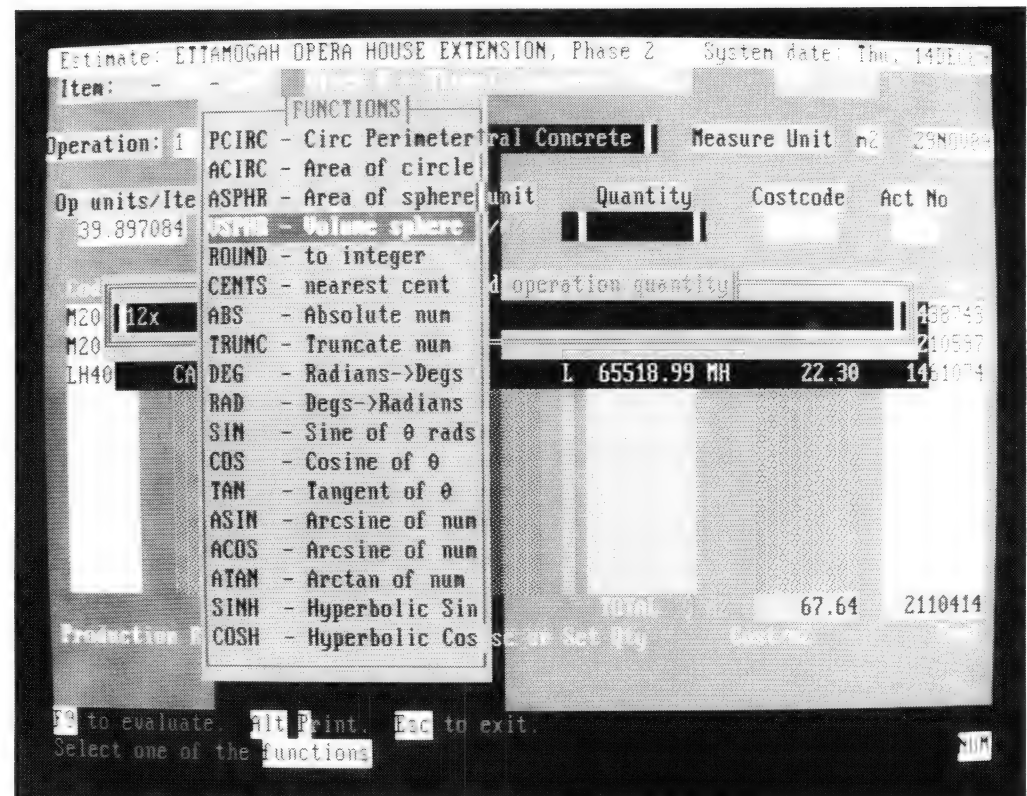 Estimate: ETTAMOGAH OPERA HOUSE EXTENSION, Phase 2 System date: Thu, 14DECEM
Item: - -
FUNCTIONS
Operation: 1 tral Concrete Measure Unit m2 29NOV88
PCIRC - Circ Perimeter
ACIRC - Area of circle
Op units/Ite unit Quantity Costcode Act No
ASPHR - Area of sphere
39.897084 /
VSPHR - Volume sphere
ROUND - to integer
CENTS - nearest cent
d operation quantity
M20 12x
ABS - Absolute num
M20
TRUNC - Truncate num
LH40 CA L 65518.99 MH 22.30 1461074
DEG - Radians->Degs
RAD - Degs->Radians
SIN - Sine of θ rads
COS - Cosine of θ
TAN - Tangent of θ
ASIN - Arcsine of num
ACOS - Arcsine of num
ATAN - Arctan of num
SINH - Hyperbolic Sin
TOTAL 67.64 2110414
COSH - Hyperbolic Cos
Production Set Qty
F9 to evaluate. Alt Print. Esc to exit.
Select one of the functions
NUM